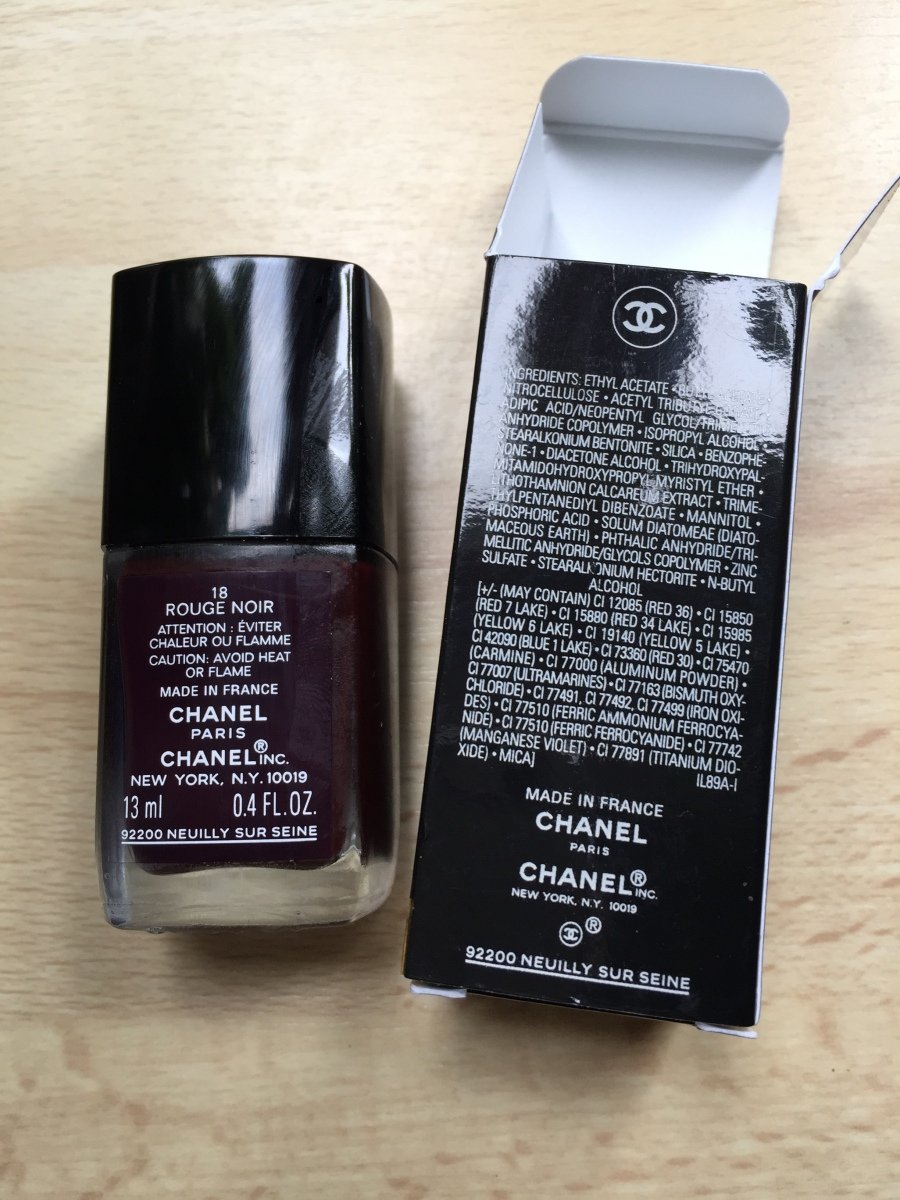 18
ROUGE NOIR
ATTENTION : ÉVITER
CHALEUR OU FLAMME
CAUTION: AVOID HEAT
OR FLAME
MADE IN FRANCE
CHANEL
PARIS
CHANEL® INC.
NEW YORK, N.Y. 10019
13 ml 0.4 FL.OZ.
92200 NEUILLY SUR SEINE
INGREDIENTS: ETHYL ACETATE •
NITROCELLULOSE • ACETYL
ADIPIC ACID/NEOPENTYL GLYCOL/
ANHYDRIDE COPOLYMER • ISOPROPYL ALCOHOL •
STEARALKONIUM BENTONITE • SILICA • BENZOPHE-
NONE-1 • DIACETONE ALCOHOL • TRIHYDROXYPAL-
MITAMIDOHYDROXYPROPYL MYRISTYL ETHER •
LITHOTHAMNION CALCAREUM EXTRACT • TRIME-
THYLPENTANEDIYL DIBENZOATE • MANNITOL •
PHOSPHORIC ACID • SOLUM DIATOMEAE (DIATO-
MACEOUS EARTH) • PHTHALIC ANHYDRIDE/TRI-
MELLITIC ANHYDRIDE/GLYCOLS COPOLYMER • ZINC
SULFATE • STEARALKONIUM HECTORITE • N-BUTYL
ALCOHOL
[+/- (MAY CONTAIN) CI 12085 (RED 36) • CI 15850
(RED 7 LAKE) • CI 15880 (RED 34 LAKE) • CI 15985
(YELLOW 6 LAKE) • CI 19140 (YELLOW 5 LAKE) •
CI 42090 (BLUE 1 LAKE) • CI 73360 (RED 30) • CI 75470
(CARMINE) • CI 77000 (ALUMINUM POWDER) •
CI 77007 (ULTRAMARINES) • CI 77163 (BISMUTH OXY-
CHLORIDE) • CI 77491, CI 77492, CI 77499 (IRON OXI-
DES) • CI 77510 (FERRIC AMMONIUM FERROCYA-
NIDE) • CI 77510 (FERRIC FERROCYANIDE) • CI 77742
(MANGANESE VIOLET) • CI 77891 (TITANIUM DIO-
XIDE) • MICA]
IL89A-I
MADE IN FRANCE
CHANEL
PARIS
CHANEL® INC.
NEW YORK, N.Y. 10019
®
92200 NEUILLY SUR SEINE